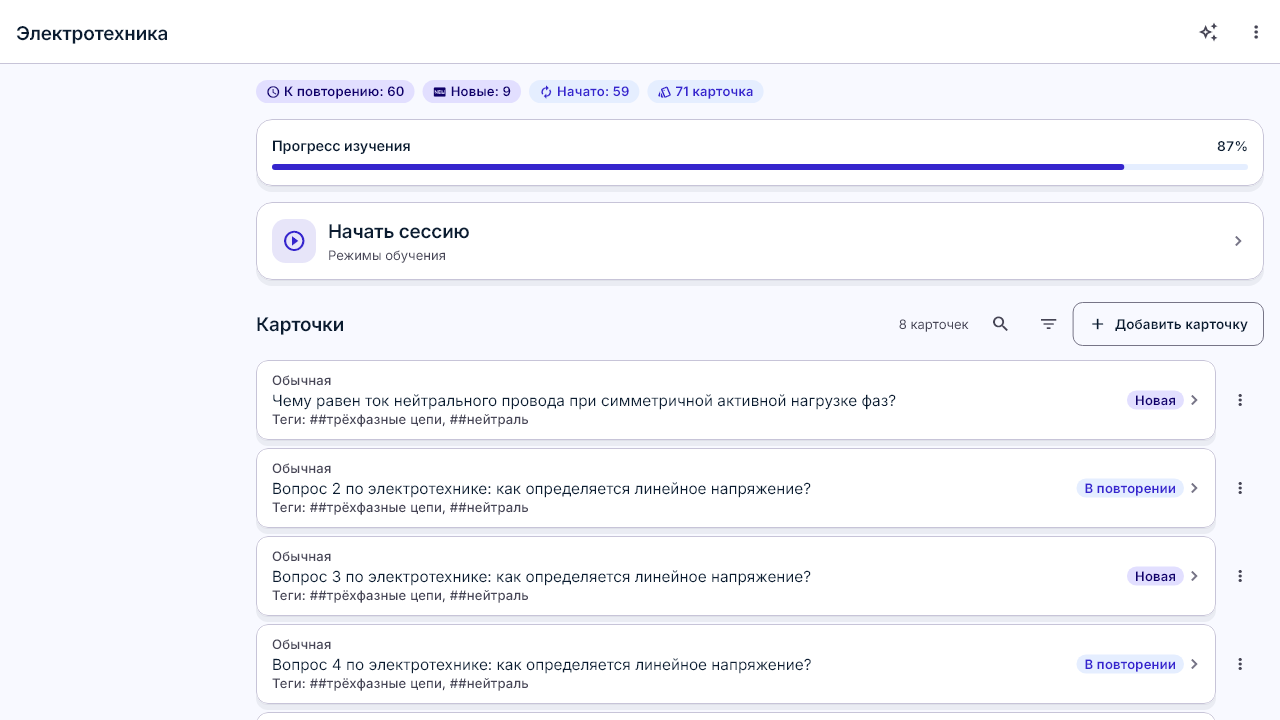 Электротехника
К повторению: 60
Новые: 9
Начато: 59
71 карточка
Прогресс изучения
87%
Начать сессию
Режимы обучения
Карточки
8 карточек
Добавить карточку
Обычная
Чему равен ток нейтрального провода при симметричной активной нагрузке фаз?
Теги: ##трёхфазные цепи, ##нейтраль
Новая
Обычная
Вопрос 2 по электротехнике: как определяется линейное напряжение?
Теги: ##трёхфазные цепи, ##нейтраль
В повторении
Обычная
Вопрос 3 по электротехнике: как определяется линейное напряжение?
Теги: ##трёхфазные цепи, ##нейтраль
Новая
Обычная
Вопрос 4 по электротехнике: как определяется линейное напряжение?
Теги: ##трёхфазные цепи, ##нейтраль
В повторении